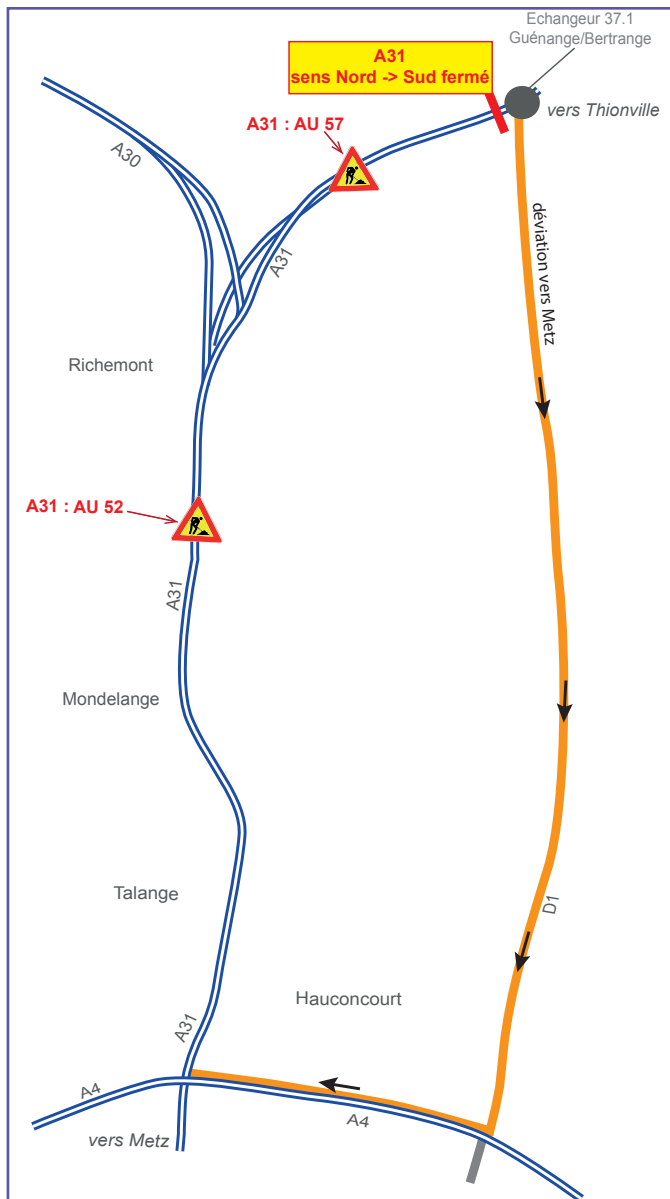 Echangeur 37.1
Guénange/Bertrange
A31
sens Nord -> Sud fermé
vers Thionville
A31 : AU 57
A30
A31
déviation vers Metz
Richemont
A31 : AU 52
A31
Mondelange
Talange
D1
Hauconcourt
A31
A4
A4
vers Metz